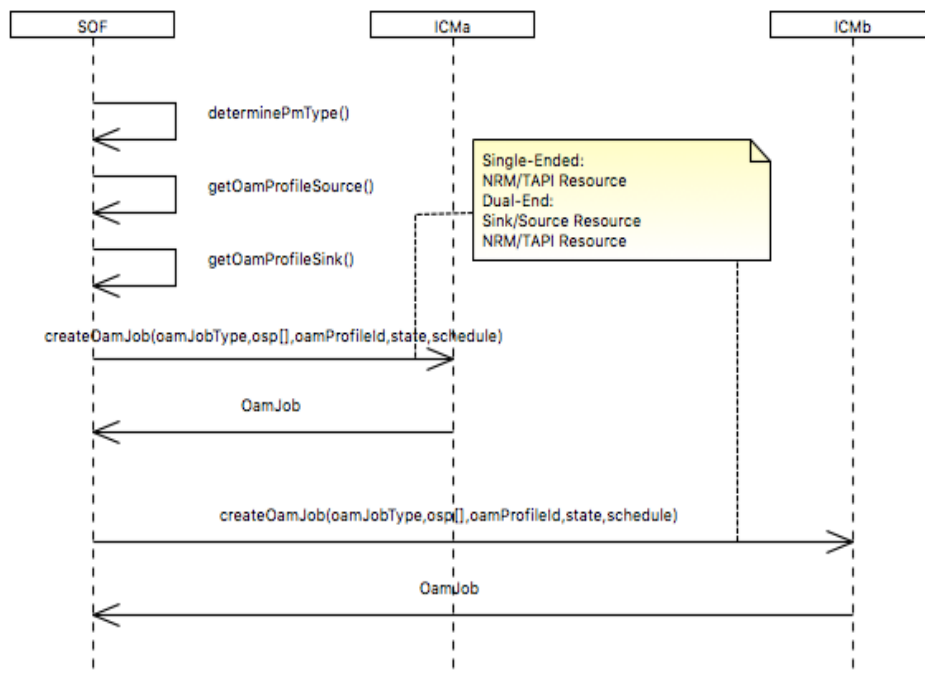 SOF
ICMa
ICMb
determinePmType()
Single-Ended:
NRM/TAPI Resource
Dual-End:
Sink/Source Resource
NRM/TAPI Resource
getOamProfileSource()
getOamProfileSink()
createOamJob(oamJobType,osp[],oamProfileId,state,schedule)
OamJob
createOamJob(oamJobType,osp[],oamProfileId,state,schedule)
OamJob